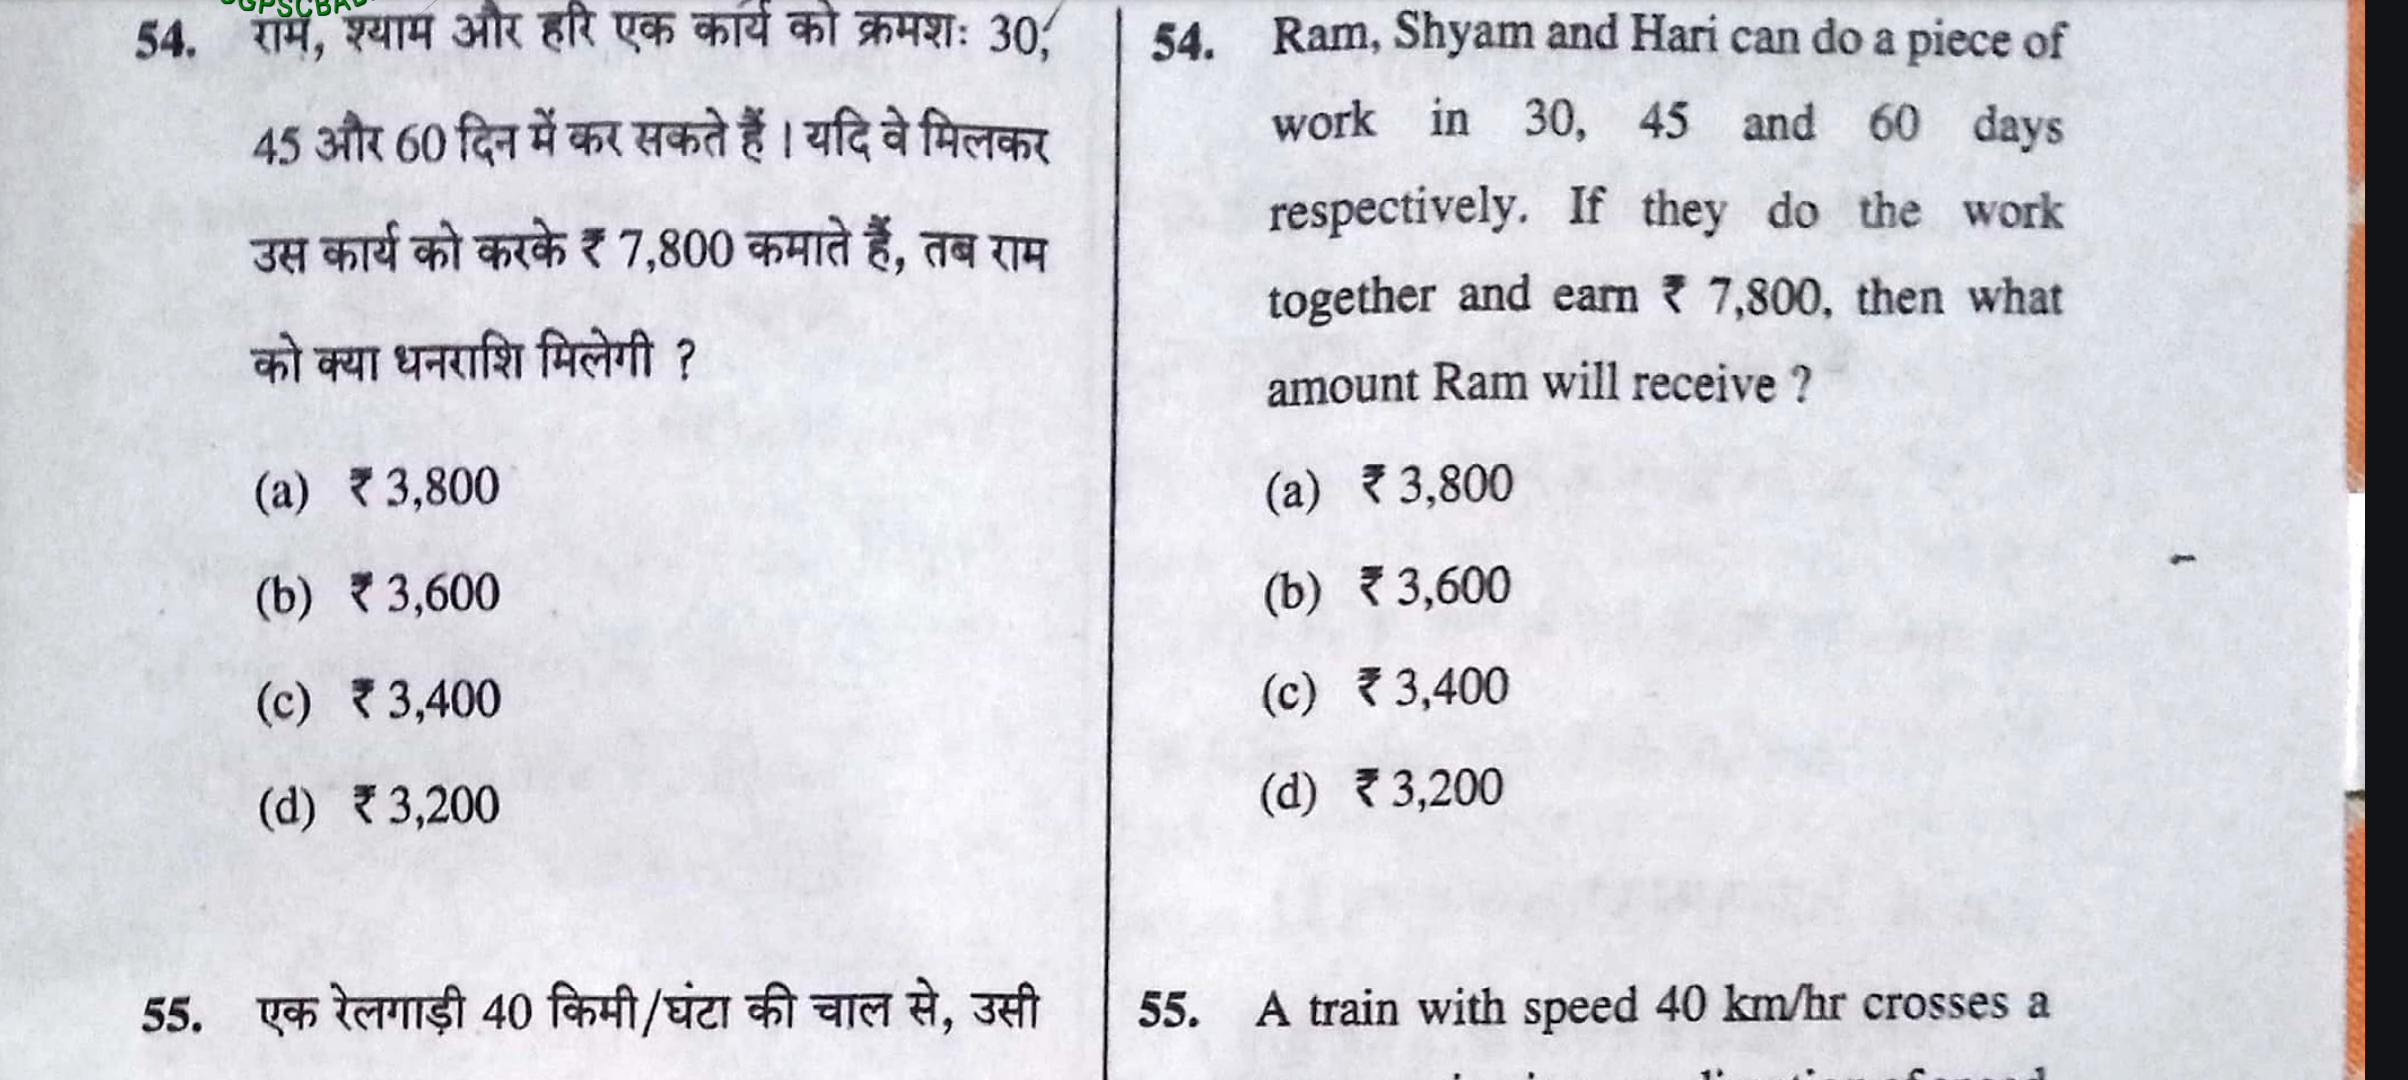 54. राम, श्याम और हरि एक कार्य को क्रमशः 30,
45 और 60 दिन में कर सकते हैं । यदि वे मिलकर
उस कार्य को करके ₹ 7,800 कमाते हैं, तब राम
को क्या धनराशि मिलेगी ?
(a) ₹ 3,800
(b) ₹ 3,600
(c) ₹ 3,400
(d) ₹ 3,200
55. एक रेलगाड़ी 40 किमी/घंटा की चाल से, उसी
54. Ram, Shyam and Hari can do a piece of
work in 30, 45 and 60 days
respectively. If they do the work
together and earn ₹ 7,800, then what
amount Ram will receive ?
(a) ₹ 3,800
(b) ₹ 3,600
(c) ₹ 3,400
(d) ₹ 3,200
55. A train with speed 40 km/hr crosses a